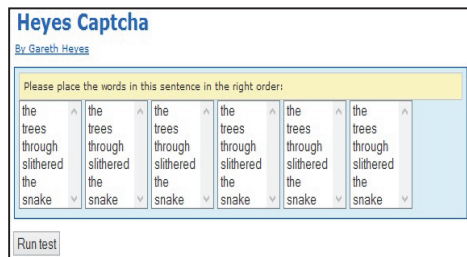 Heyes Captcha
By Gareth Heyes
Please place the words in this sentence in the right order:
the the the the the the
trees trees trees trees trees trees
through through through through through through
slithered slithered slithered slithered slithered slithered
the the the the the the
snake snake snake snake snake snake
Run test